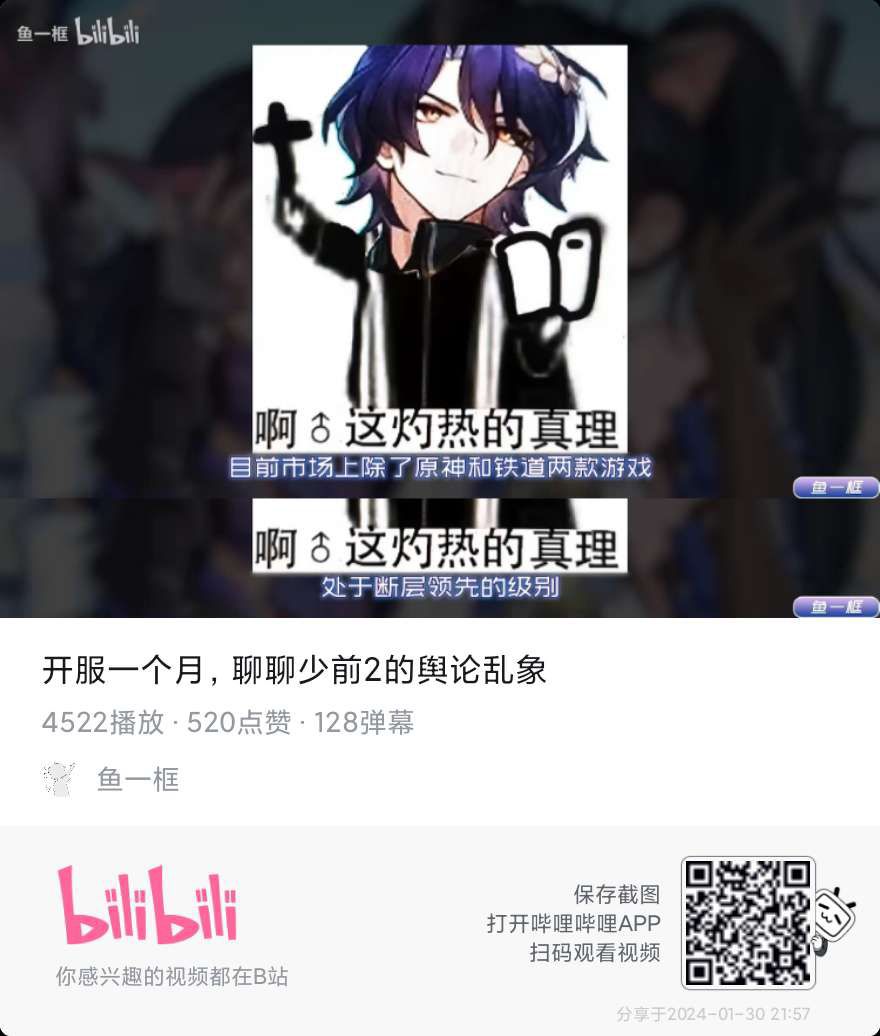 鱼一框 bilibili
啊♂这灼热的真理
目前市场上除了原神和铁道两款游戏
鱼一框
啊♂这灼热的真理
处于断层领先的级别
鱼一框
开服一个月，聊聊少前2的舆论乱象
4522播放 · 520点赞 · 128弹幕
鱼一框
bilibili
你感兴趣的视频都在B站
保存截图
打开哔哩哔哩APP
扫码观看视频
分享于2024-01-30 21:57